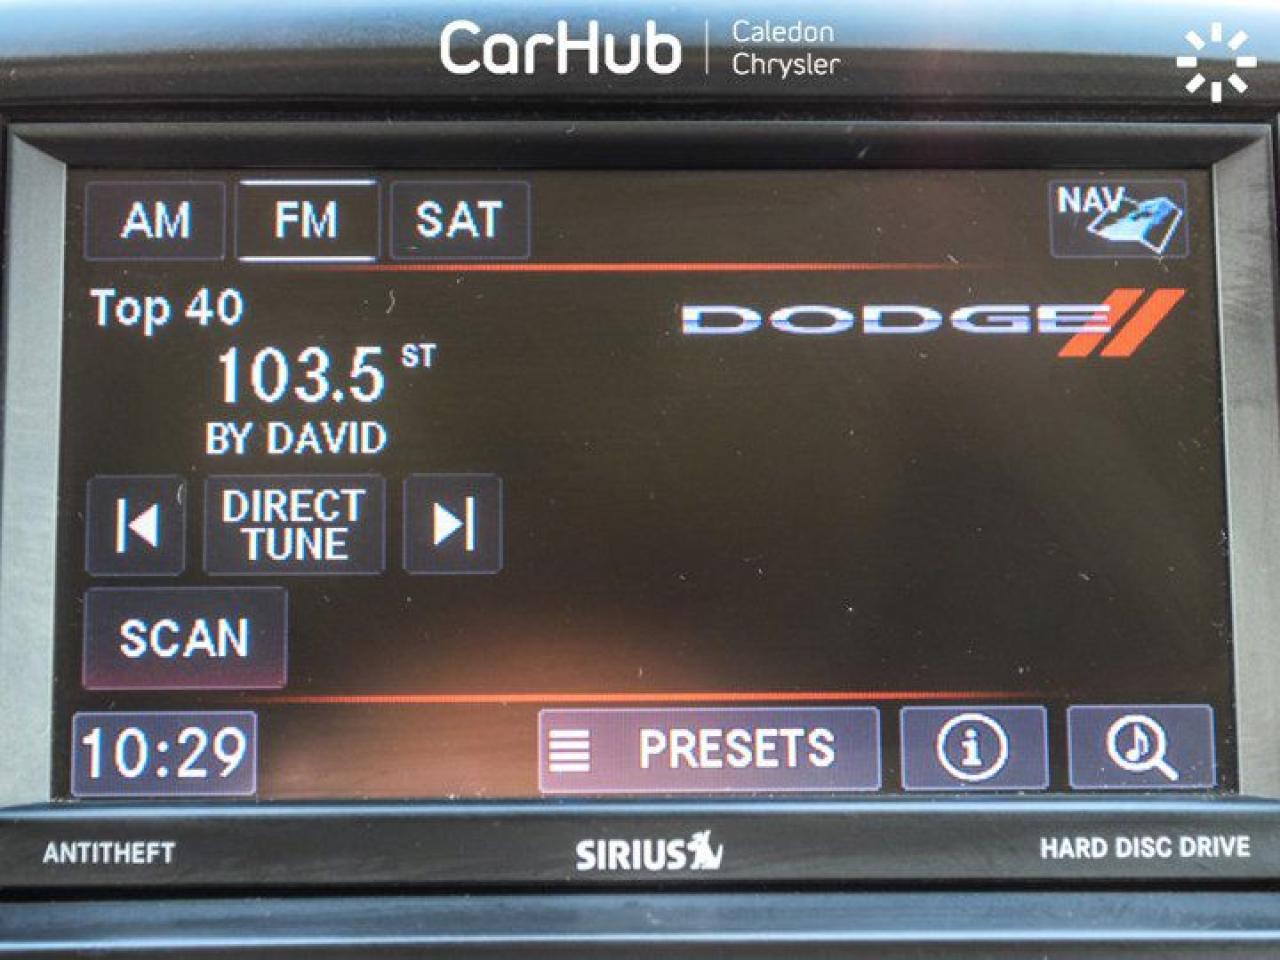 CarHub
Caledon
Chrysler
AM
FM
SAT
NAV
Top 40
DODGE
103.5 ST
BY DAVID
DIRECT
TUNE
SCAN
10:29
PRESETS
i
ANTITHEFT
SIRIUS
HARD DISC DRIVE